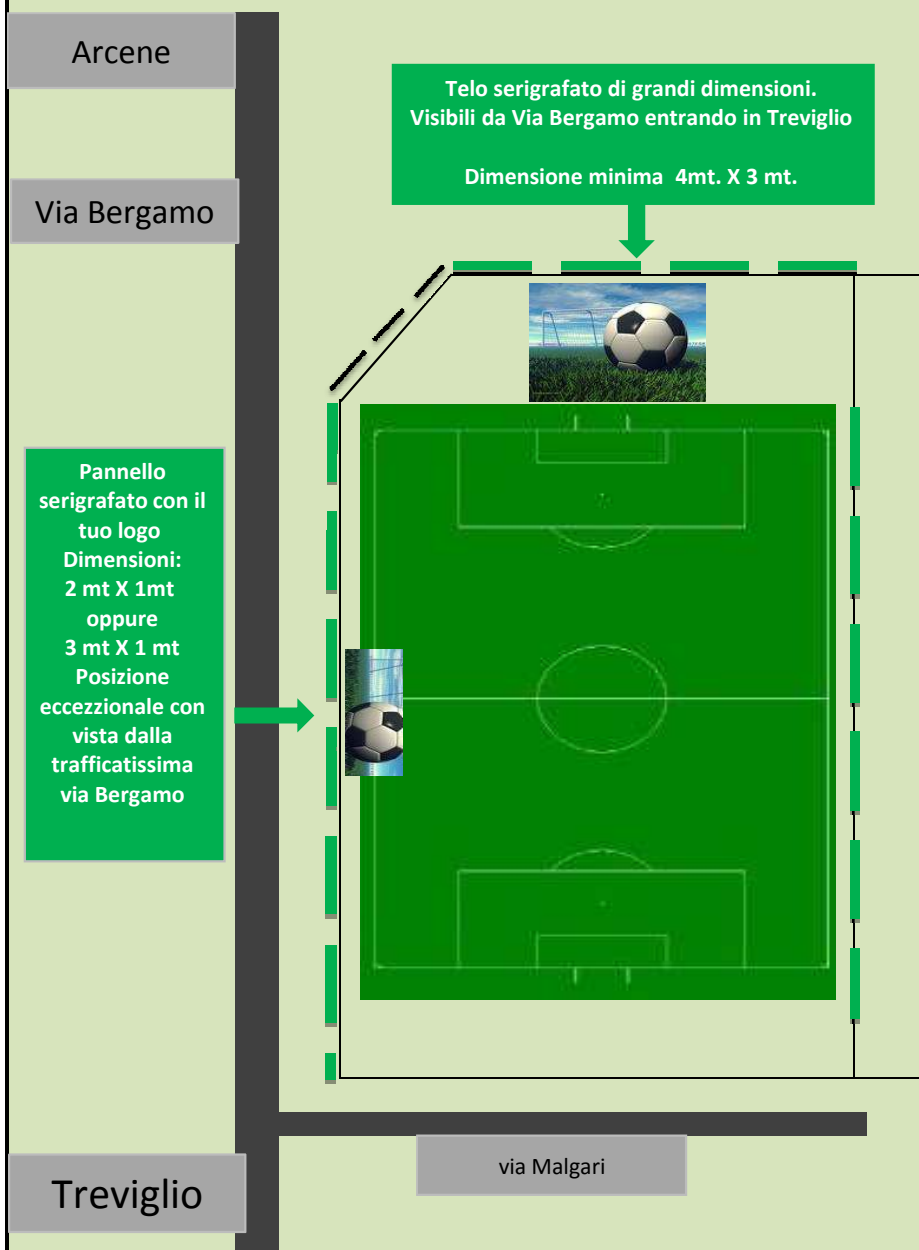 Arcene
Telo serigrafato di grandi dimensioni.
Visibili da Via Bergamo entrando in Treviglio
Dimensione minima 4mt. X 3 mt.
Via Bergamo
Pannello
serigrafato con il
tuo logo
Dimensioni:
2 mt X 1mt
oppure
3 mt X 1 mt
Posizione
eccezzionale con
vista dalla
trafficatissima
via Bergamo
via Malgari
Treviglio